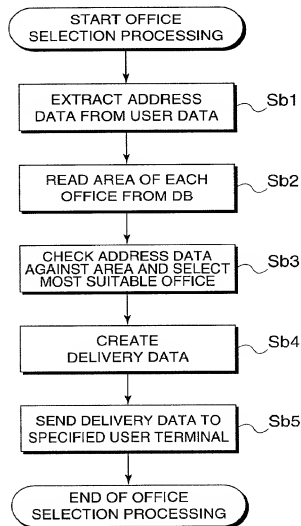 START OFFICE
SELECTION PROCESSING
EXTRACT ADDRESS
DATA FROM USER DATA
Sb1
READ AREA OF EACH
OFFICE FROM DB
Sb2
CHECK ADDRESS DATA
AGAINST AREA AND SELECT
MOST SUITABLE OFFICE
Sb3
CREATE
DELIVERY DATA
Sb4
SEND DELIVERY DATA TO
SPECIFIED USER TERMINAL
Sb5
END OF OFFICE
SELECTION PROCESSING